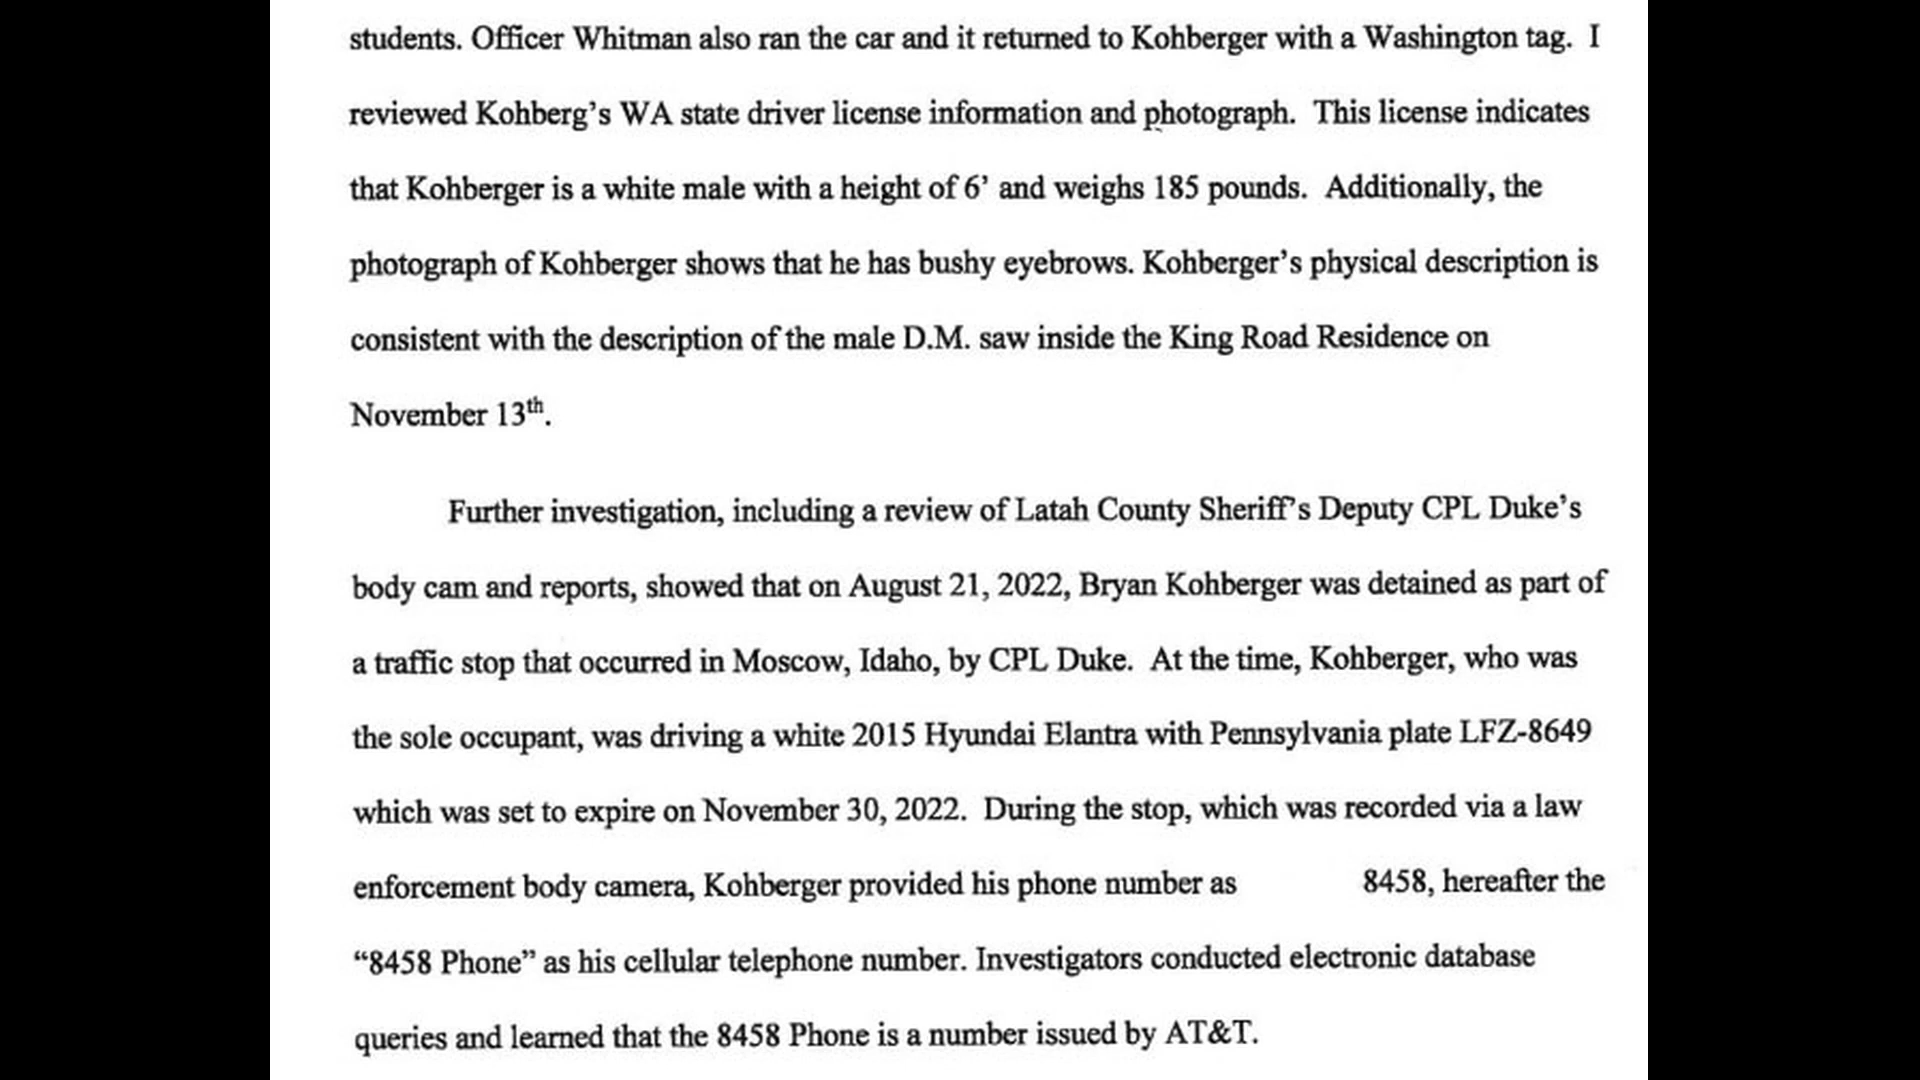 students. Officer Whitman also ran the car and it returned to Kohberger with a Washington tag. I
reviewed Kohberg’s WA state driver license information and photograph. This license indicates
that Kohberger is a white male with a height of 6’ and weighs 185 pounds. Additionally, the
photograph of Kohberger shows that he has bushy eyebrows. Kohberger’s physical description is
consistent with the description of the male D.M. saw inside the King Road Residence on
November 13th.
Further investigation, including a review of Latah County Sheriff’s Deputy CPL Duke’s
body cam and reports, showed that on August 21, 2022, Bryan Kohberger was detained as part of
a traffic stop that occurred in Moscow, Idaho, by CPL Duke. At the time, Kohberger, who was
the sole occupant, was driving a white 2015 Hyundai Elantra with Pennsylvania plate LFZ-8649
which was set to expire on November 30, 2022. During the stop, which was recorded via a law
enforcement body camera, Kohberger provided his phone number as 8458, hereafter the
“8458 Phone” as his cellular telephone number. Investigators conducted electronic database
queries and learned that the 8458 Phone is a number issued by AT&T.